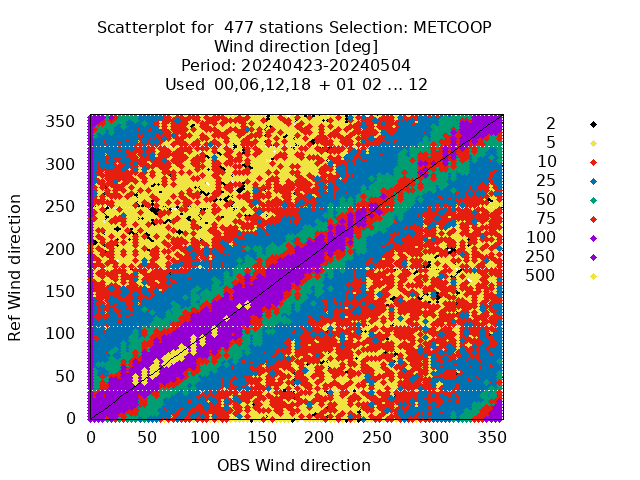 Scatterplot for  477 stations Selection: METCOOP
Wind direction [deg]
Period: 20240423-20240504
Used  00,06,12,18  + 01 02 ... 12
Ref Wind direction
350
300
250
200
150
100
50
0
0 50 100 150 200 250 300 350
OBS Wind direction
2
5
10
25
50
75
100
250
500